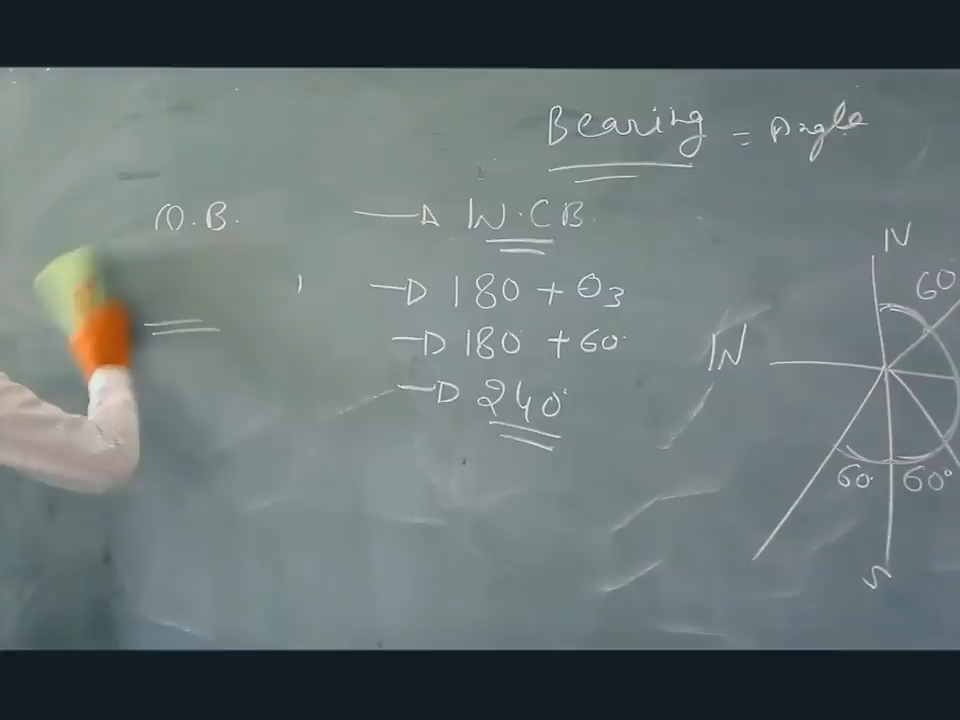 Bearing = Angle
Q.B. → W.C.B.
→ 180 + θ3
→ 180 + 60°
→ 240°
N
60
W
60° 60°
S